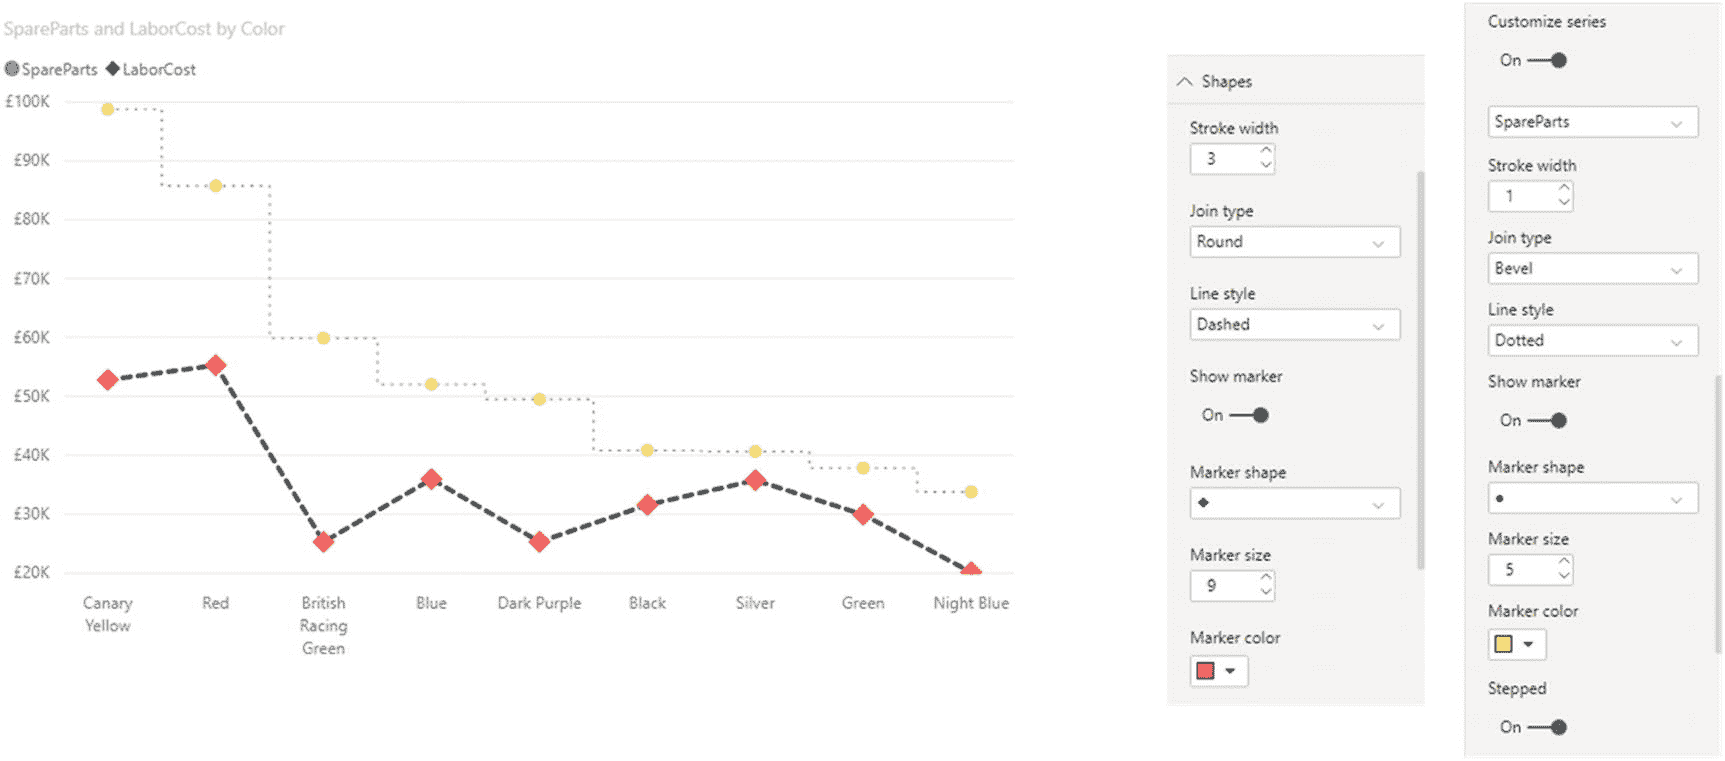 SpareParts and LaborCost by Color
SpareParts LaborCost
£100K
£90K
£80K
£70K
£60K
£50K
£40K
£30K
£20K
Canary
Yellow
Red
British
Racing
Green
Blue
Dark Purple
Black
Silver
Green
Night Blue
Shapes
Stroke width
3
Join type
Round
Line style
Dashed
Show marker
On
Marker shape
Marker size
9
Marker color
Customize series
On
SpareParts
Stroke width
1
Join type
Bevel
Line style
Dotted
Show marker
On
Marker shape
Marker size
5
Marker color
Stepped
On